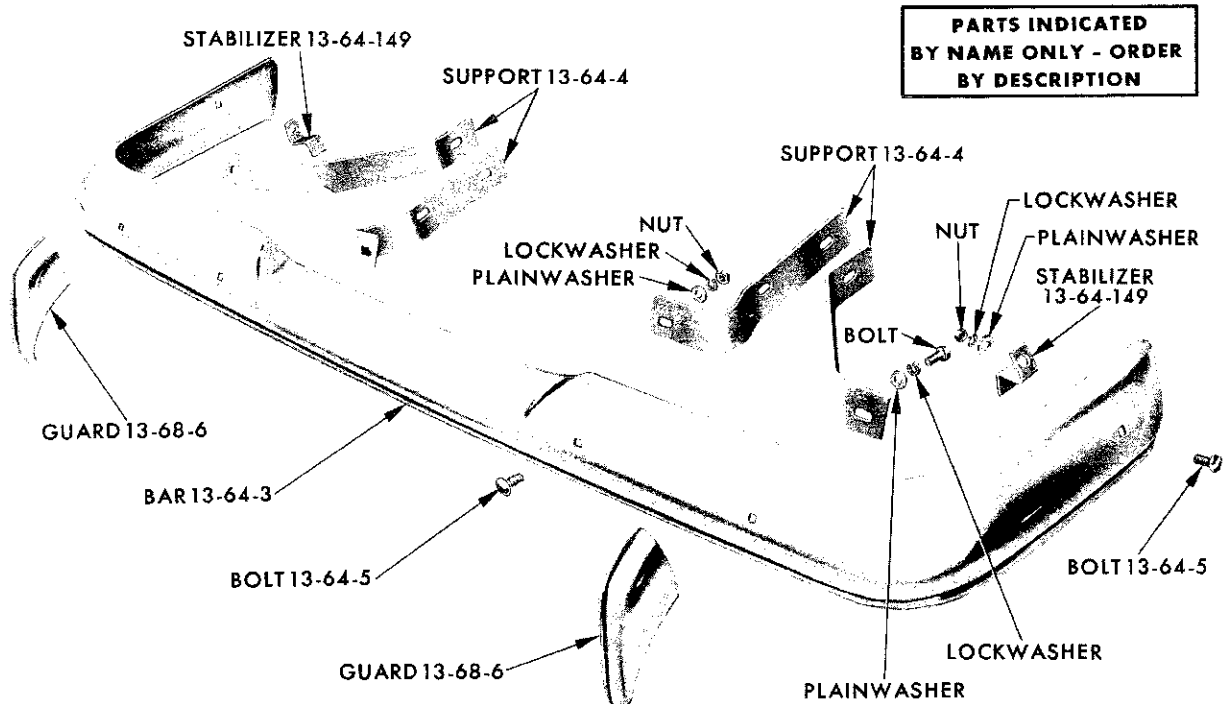 PARTS INDICATED
BY NAME ONLY - ORDER
BY DESCRIPTION
STABILIZER 13-64-149
SUPPORT 13-64-4
SUPPORT 13-64-4
NUT
LOCKWASHER
PLAINWASHER
LOCKWASHER
NUT
PLAINWASHER
STABILIZER
13-64-149
BOLT
GUARD 13-68-6
BAR 13-64-3
BOLT 13-64-5
BOLT 13-64-5
GUARD 13-68-6
LOCKWASHER
PLAINWASHER